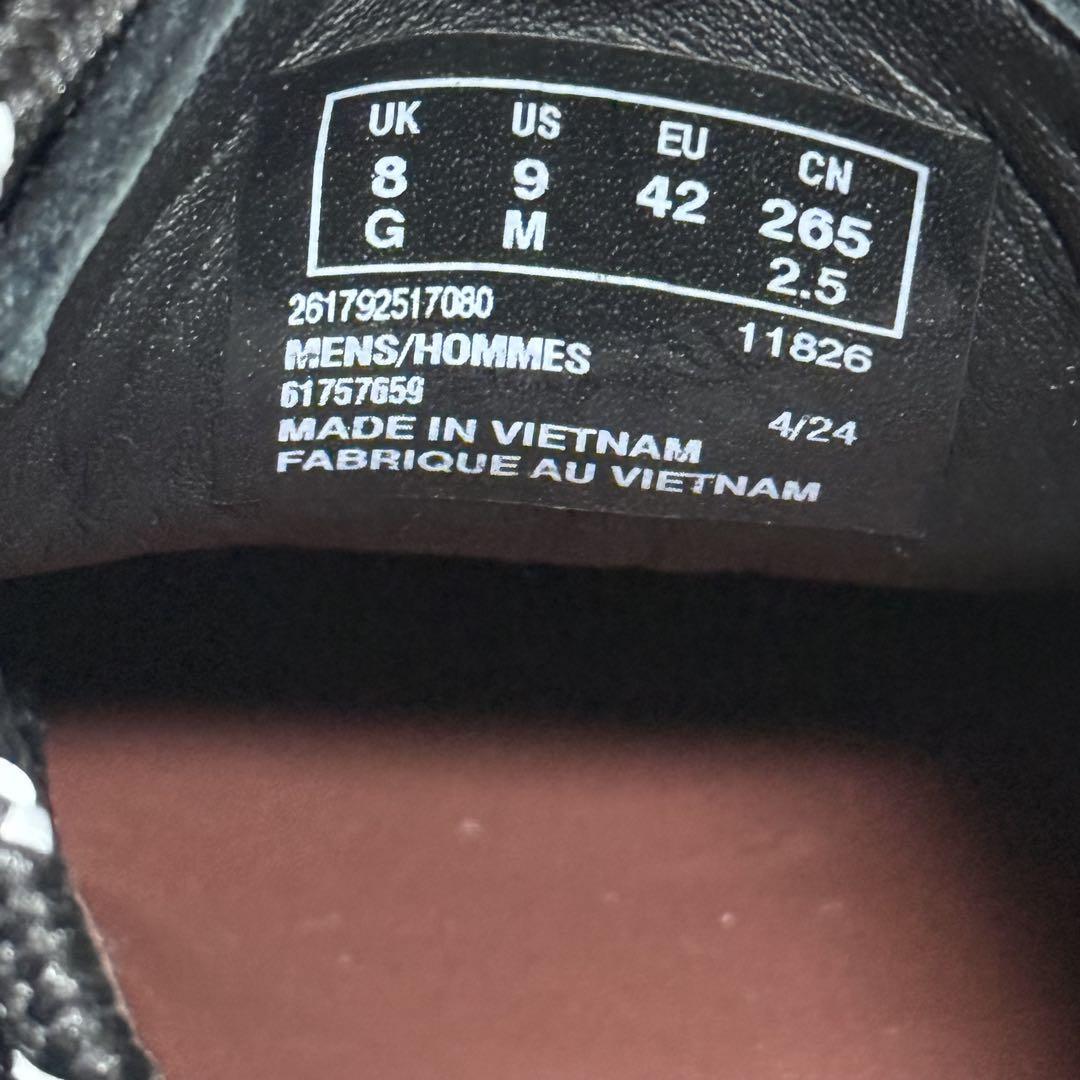 UK US EU CN
8 9 42 265
G M 2.5
261792517080
MENS/HOMMES 11826
61757659
MADE IN VIETNAM 4/24
FABRIQUE AU VIETNAM